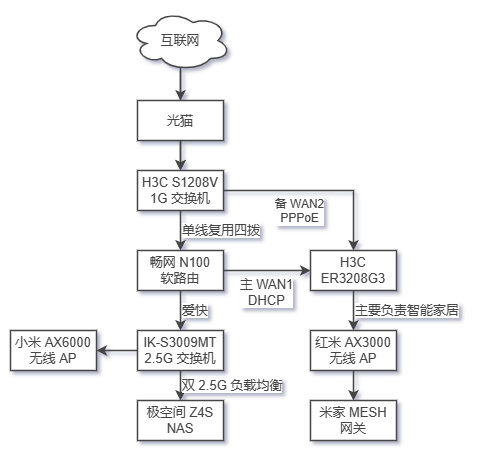 互联网
光猫
H3C S1208V
1G 交换机
备 WAN2
PPPoE
单线复用四拨
畅网 N100
软路由
主 WAN1
DHCP
H3C
ER3208G3
爱快
主要负责智能家居
小米 AX6000
无线 AP
IK-S3009MT
2.5G 交换机
红米 AX3000
无线 AP
双 2.5G 负载均衡
极空间 Z4S
NAS
米家 MESH
网关